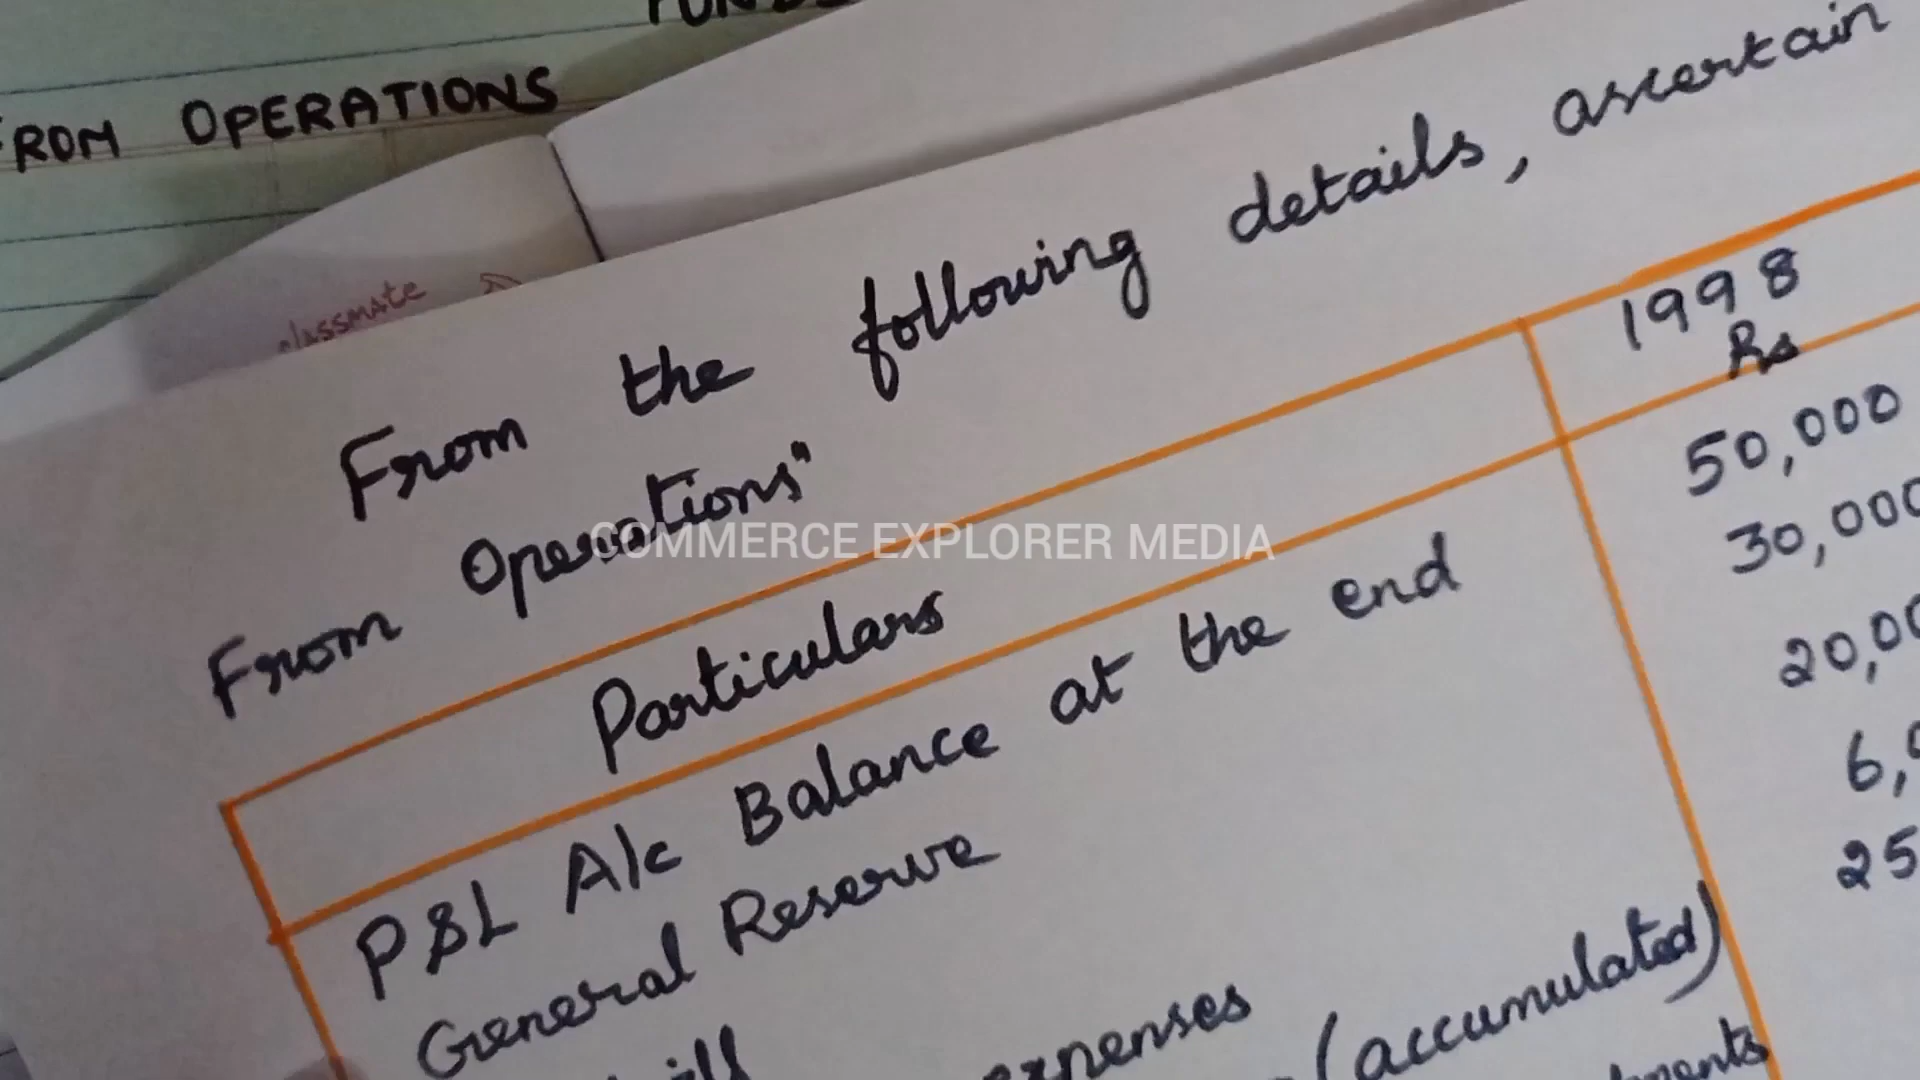 FROM OPERATIONS
classmate
From the following details, ascertain
From Operations"
Particulars
1998
Rs
P&L A/c Balance at the end
50,000
General Reserve
30,000
expenses
(accumulated)
COMMERCE EXPLORER MEDIA